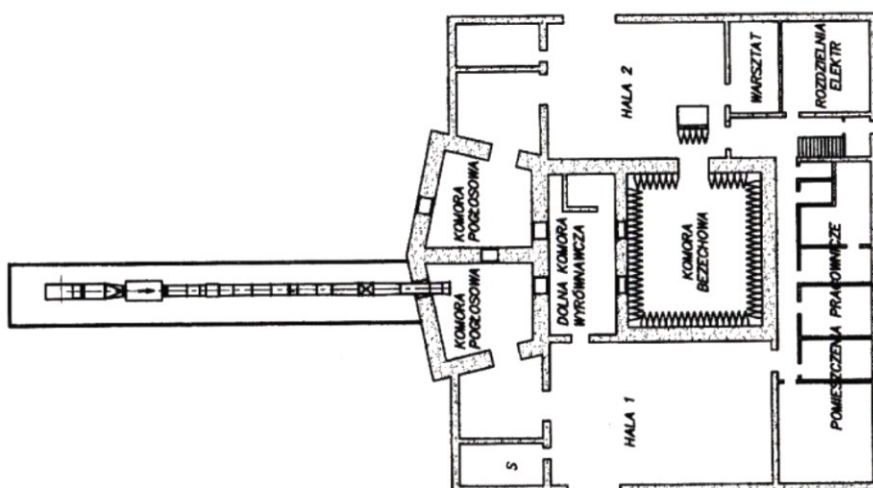 KOMORA
POGŁOSOWA
KOMORA
POGŁOSOWA
S
DOLNA KOMORA
WYRÓWNAWCZA
HALA 1
HALA 2
KOMORA
BEZECHOWA
WARSZTAT
ROZDZIELNIA
ELEKTR
POMIESZCZENIA PRACOWNICZE